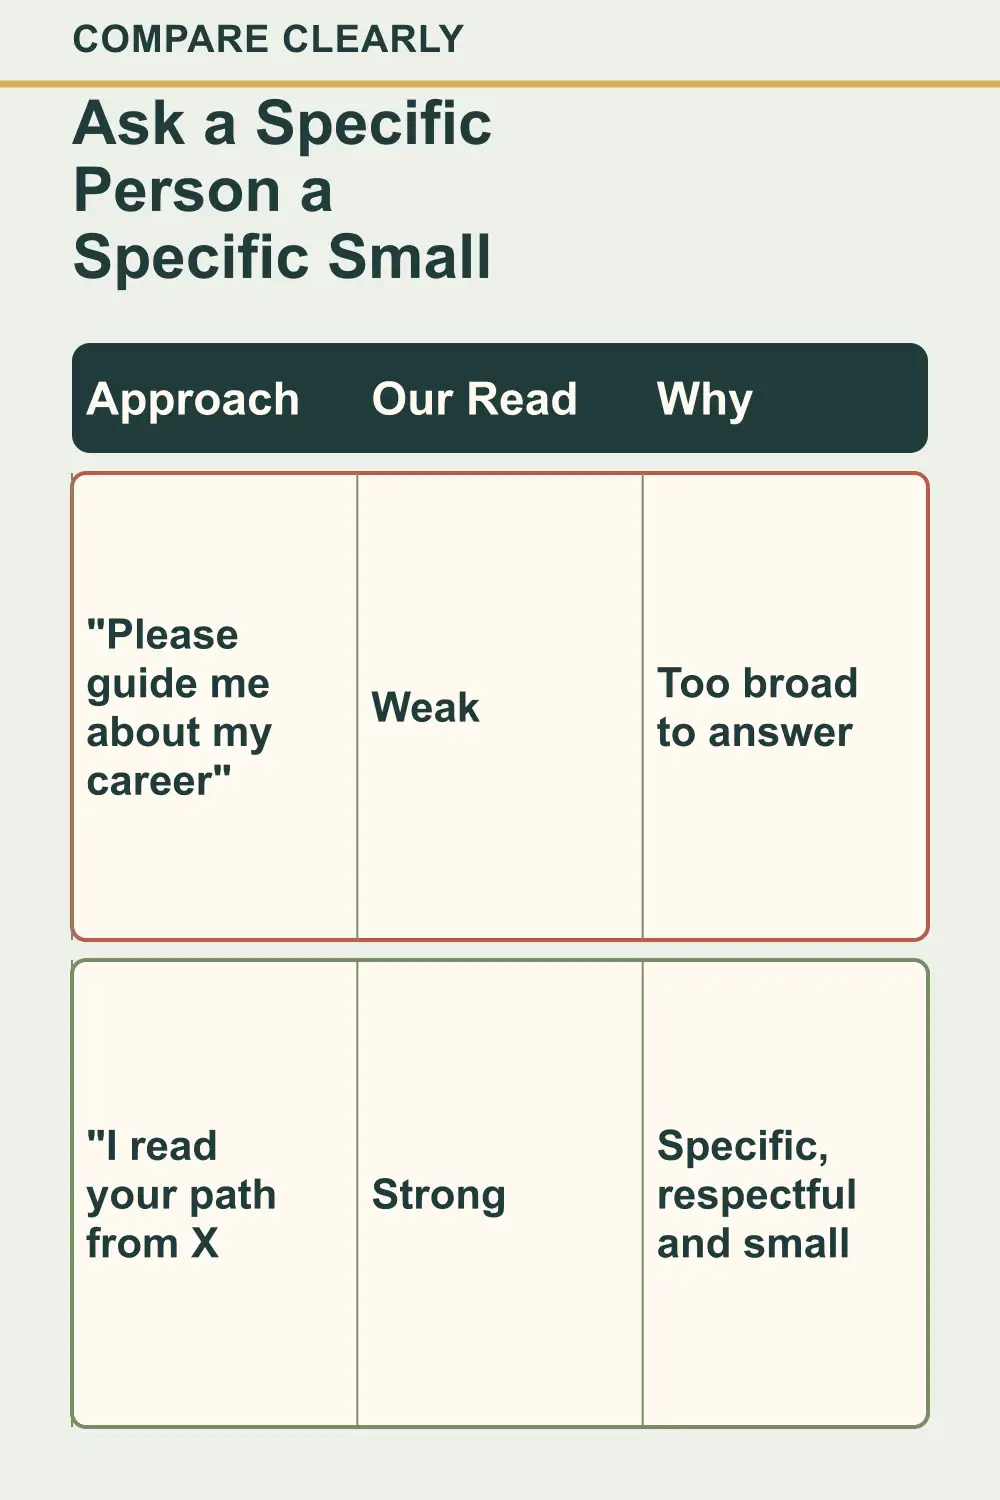 COMPARE CLEARLY
Ask a Specific
Person a
Specific Small
Approach Our Read Why
"Please
guide me
about my
career"
Weak
Too broad
to answer
"I read
your path
from X
Strong
Specific,
respectful
and small